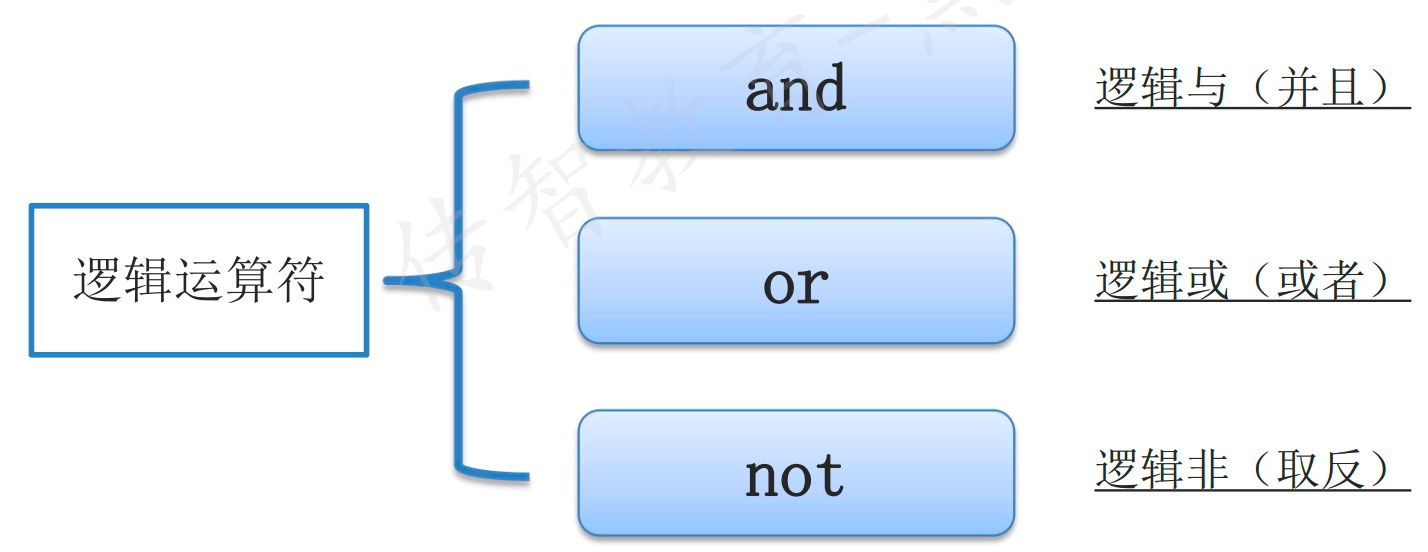 and
逻辑与（并且）
逻辑运算符
or
逻辑或（或者）
not
逻辑非（取反）
传智教育